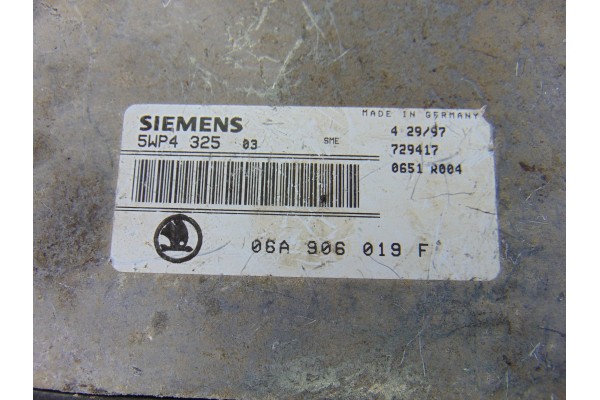 MADE IN GERMANY
SIEMENS 4 29/97
5WP4 325 03 SME 729417
0651 R004
06A 906 019 F